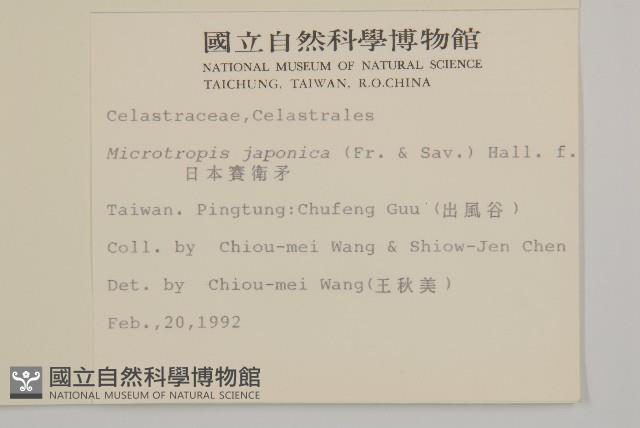 國立自然科學博物館
NATIONAL MUSEUM OF NATURAL SCIENCE
TAICHUNG, TAIWAN, R.O.CHINA
Celastraceae,Celastrales
Microtropis japonica (Fr. & Sav.) Hall. f.
日本賽衛矛
Taiwan. Pingtung:Chufeng Guu (出風谷)
Coll. by Chiou-mei Wang & Shiow-Jen Chen
Det. by Chiou-mei Wang(王秋美)
Feb.,20,1992
國立自然科學博物館
NATIONAL MUSEUM OF NATURAL SCIENCE